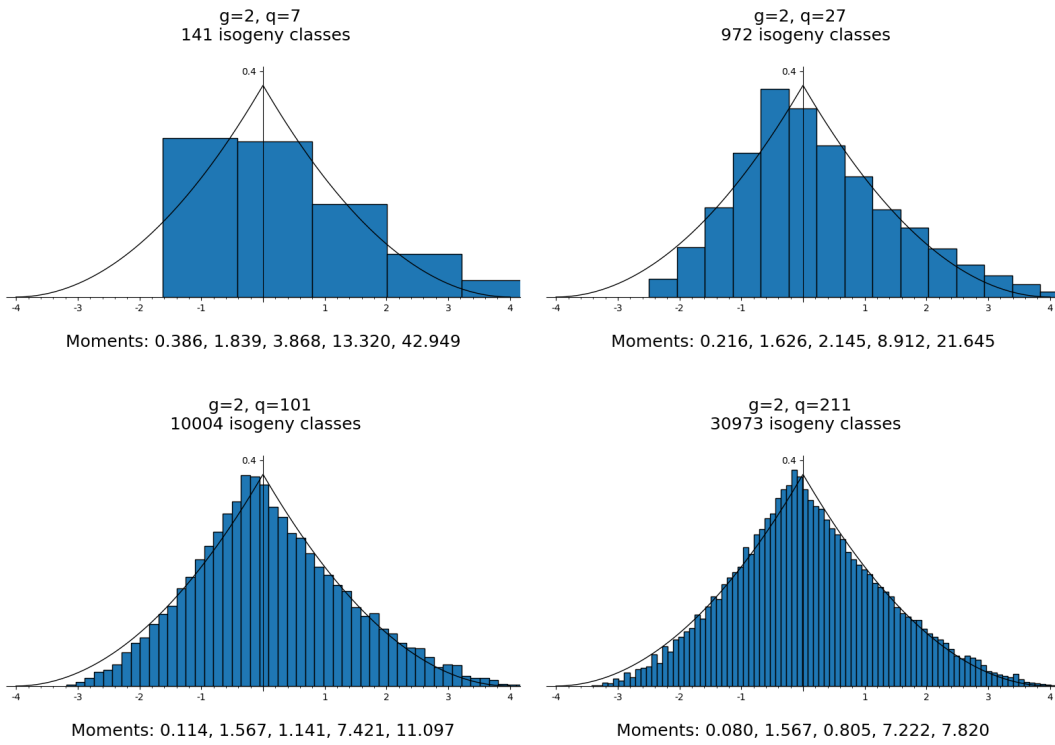 g=2, q=7
141 isogeny classes
0.4
-4 -3 -2 -1 1 2 3 4
Moments: 0.386, 1.839, 3.868, 13.320, 42.949
g=2, q=27
972 isogeny classes
0.4
-4 -3 -2 -1 1 2 3 4
Moments: 0.216, 1.626, 2.145, 8.912, 21.645
g=2, q=101
10004 isogeny classes
0.4
-4 -3 -2 -1 1 2 3 4
Moments: 0.114, 1.567, 1.141, 7.421, 11.097
g=2, q=211
30973 isogeny classes
0.4
-4 -3 -2 -1 1 2 3 4
Moments: 0.080, 1.567, 0.805, 7.222, 7.820